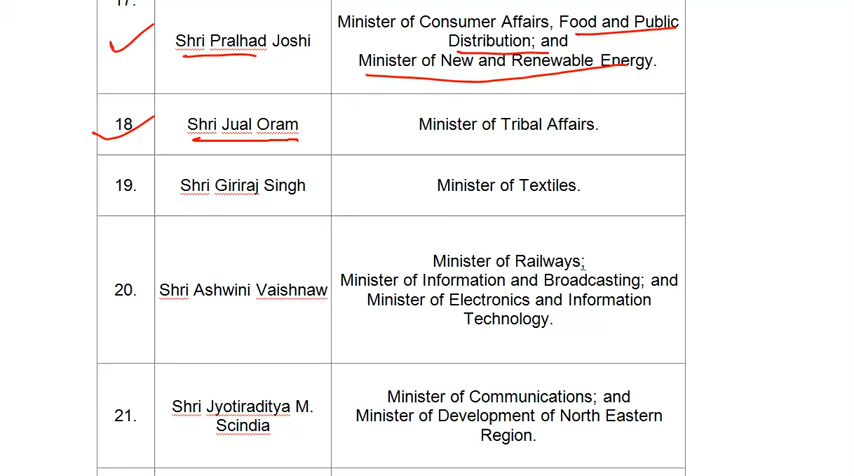 17.
Shri Pralhad Joshi
Minister of Consumer Affairs, Food and Public
Distribution; and
Minister of New and Renewable Energy.
18.
Shri Jual Oram
Minister of Tribal Affairs.
19.
Shri Giriraj Singh
Minister of Textiles.
20.
Shri Ashwini Vaishnaw
Minister of Railways;
Minister of Information and Broadcasting; and
Minister of Electronics and Information
Technology.
21.
Shri Jyotiraditya M.
Scindia
Minister of Communications; and
Minister of Development of North Eastern
Region.